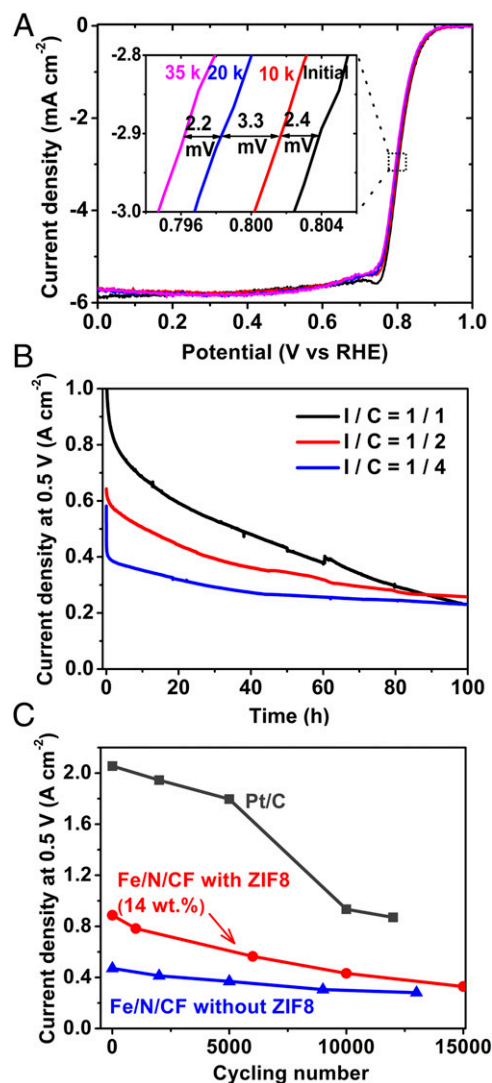 A
Current density (mA cm⁻²)
0
-2
-4
-6
-2.8
-2.9
-3.0
35 k 20 k 10 k Initial
2.2 3.3 2.4
mV mV mV
0.796 0.800 0.804
0.0 0.2 0.4 0.6 0.8 1.0
Potential (V vs RHE)
B
Current density at 0.5 V (A cm⁻²)
1.0
0.8
0.6
0.4
0.2
0.0
I / C = 1 / 1
I / C = 1 / 2
I / C = 1 / 4
0 20 40 60 80 100
Time (h)
C
Current density at 0.5 V (A cm⁻²)
2.0
1.6
1.2
0.8
0.4
0.0
Pt/C
Fe/N/CF with ZIF8
(14 wt.%)
Fe/N/CF without ZIF8
0 5000 10000 15000
Cycling number